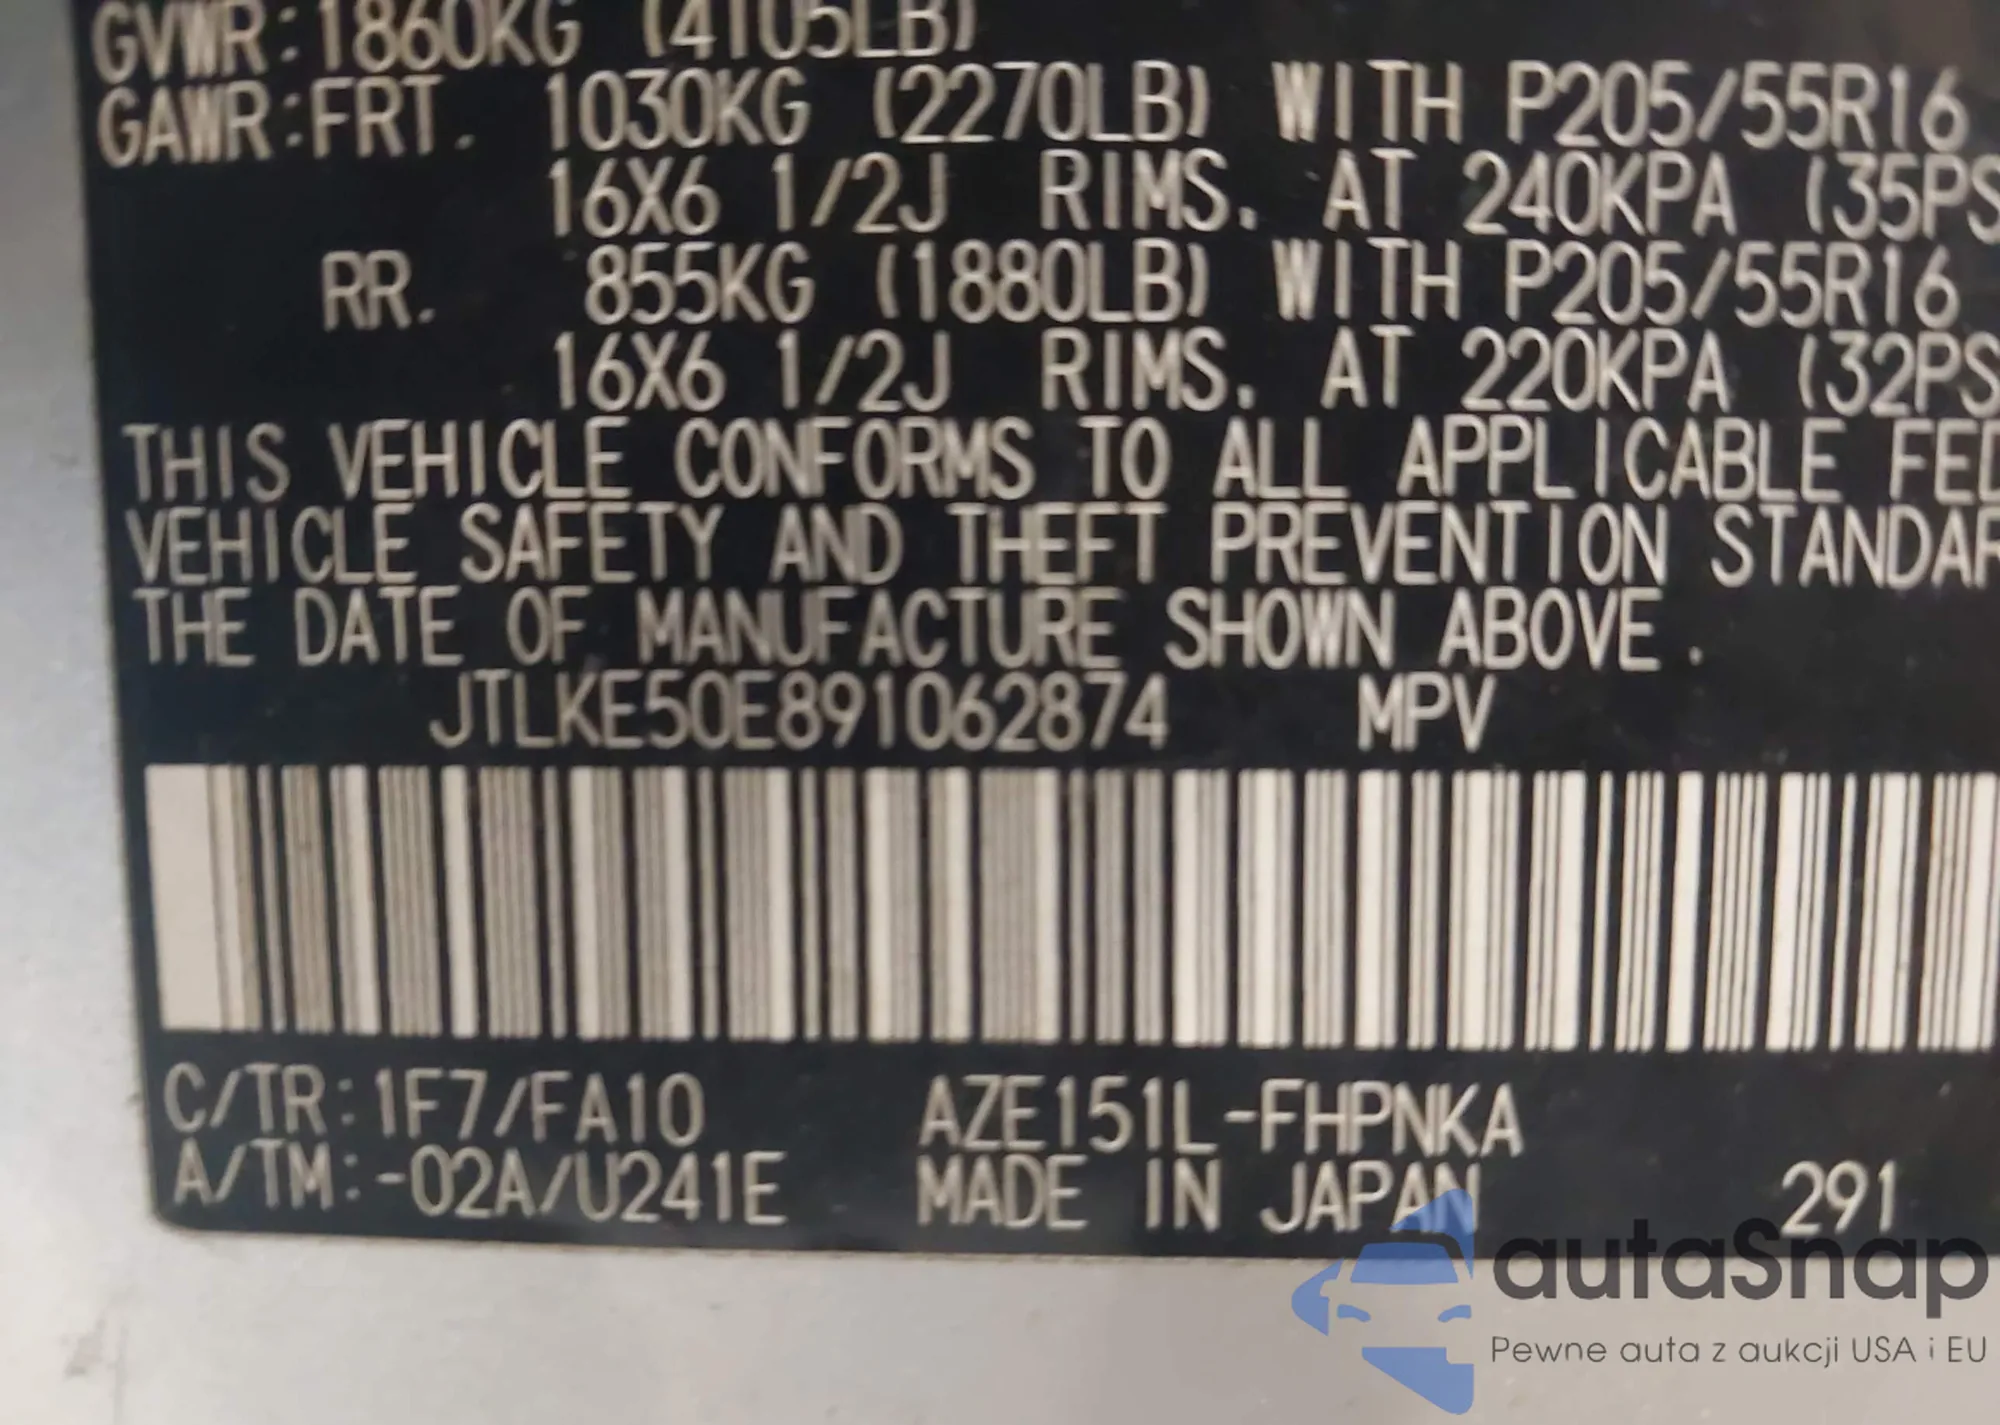 GVWR:1860KG (4105LB)
GAWR:FRT. 1030KG (2270LB) WITH P205/55R16
16X6 1/2J RIMS. AT 240KPA (35PS
RR. 855KG (1880LB) WITH P205/55R16
16X6 1/2J RIMS. AT 220KPA (32PS
THIS VEHICLE CONFORMS TO ALL APPLICABLE FED
VEHICLE SAFETY AND THEFT PREVENTION STANDAR
THE DATE OF MANUFACTURE SHOWN ABOVE.
JTLKE50E891062874 MPV
C/TR:1F7/FA10 AZE151L-FHPNKA
A/TM:-02A/U241E MADE IN JAPAN 291
autaSnap
Pewne auta z aukcji USA i EU